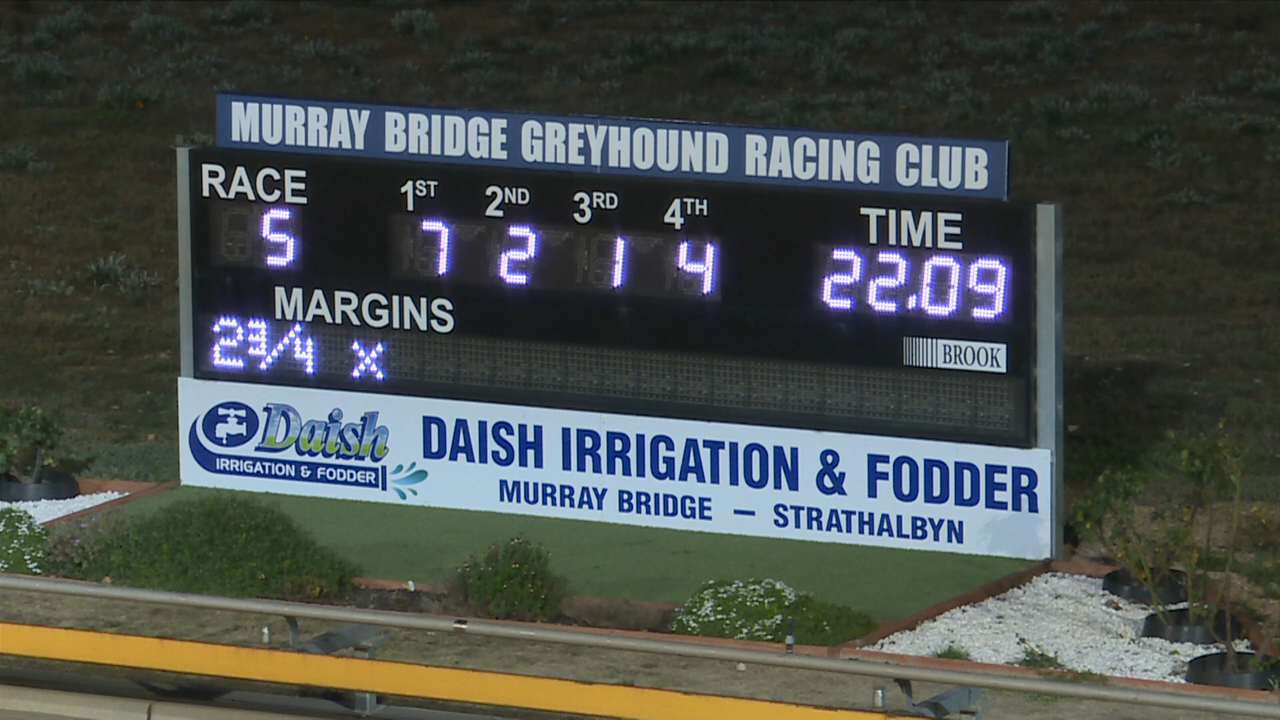 MURRAY BRIDGE GREYHOUND RACING CLUB
RACE 1ST 2ND 3RD 4TH TIME
5 7 2 1 4 22.09
MARGINS
2 3/4 x
BROOK
Daish
IRRIGATION & FODDER
DAISH IRRIGATION & FODDER
MURRAY BRIDGE – STRATHALBYN